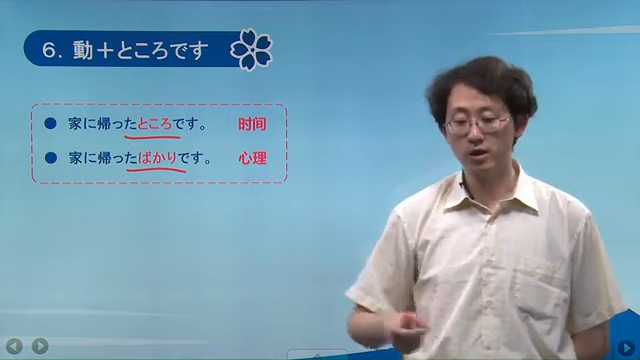 6. 動＋ところです
● 家に帰ったところです。 时间
● 家に帰ったばかりです。 心理